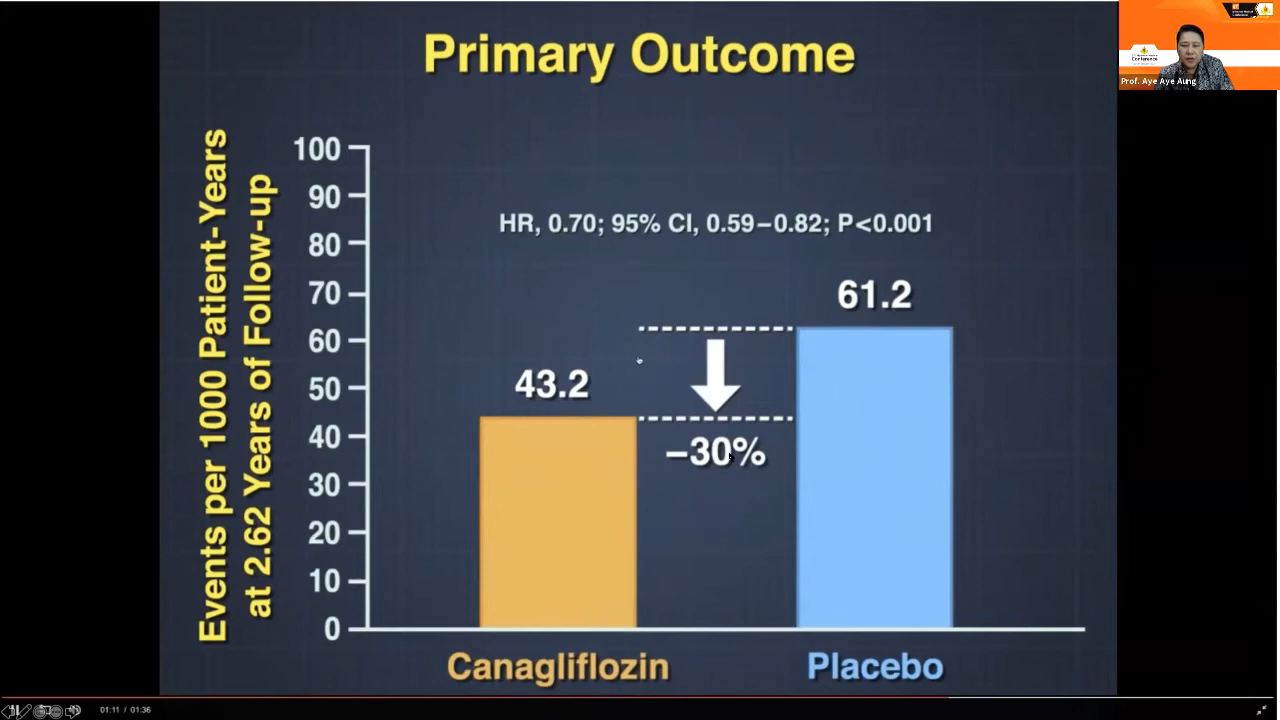 Primary Outcome
Events per 1000 Patient-Years
at 2.62 Years of Follow-up
100
90
80
70
60
50
40
30
20
10
0
HR, 0.70; 95% CI, 0.59–0.82; P<0.001
43.2
61.2
–30%
Canagliflozin
Placebo
Conference
Prof. Aye Aye Aung
01:11 / 01:36